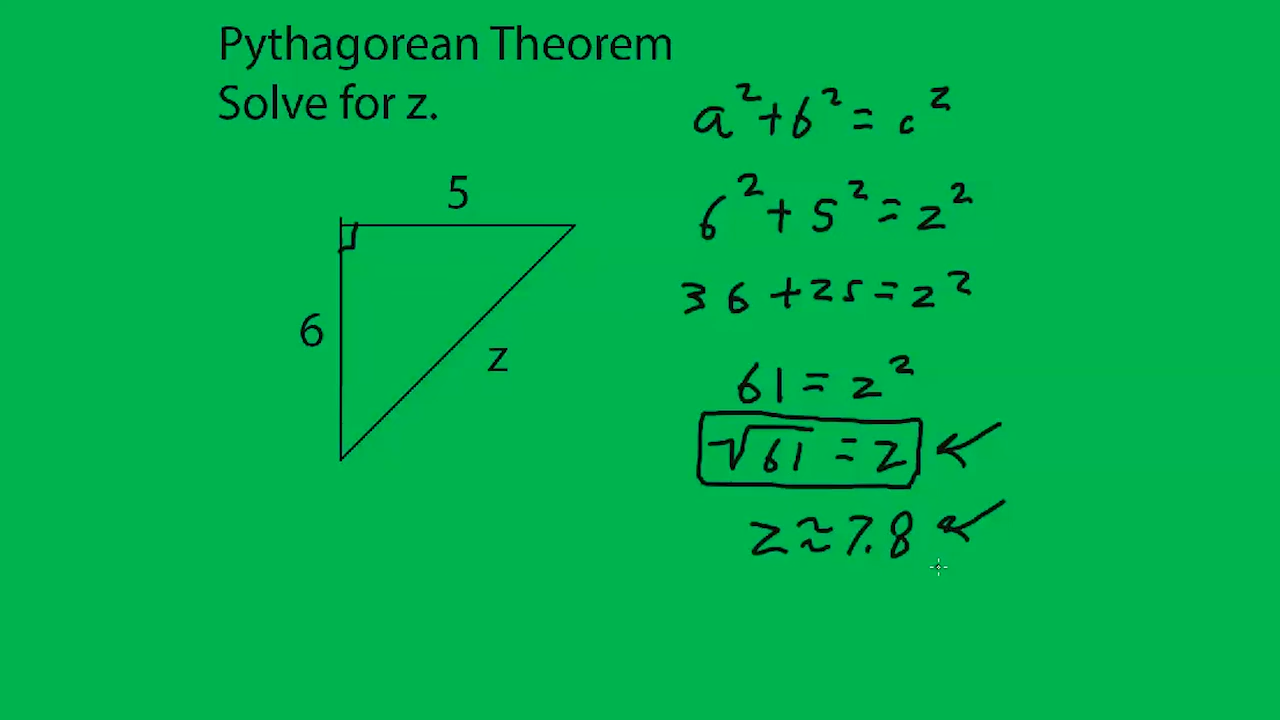 Pythagorean Theorem
Solve for z.
5
6
z
a² + b² = c²
6² + 5² = z²
36 + 25 = z²
61 = z²
√61 = z
z ≈ 7.8